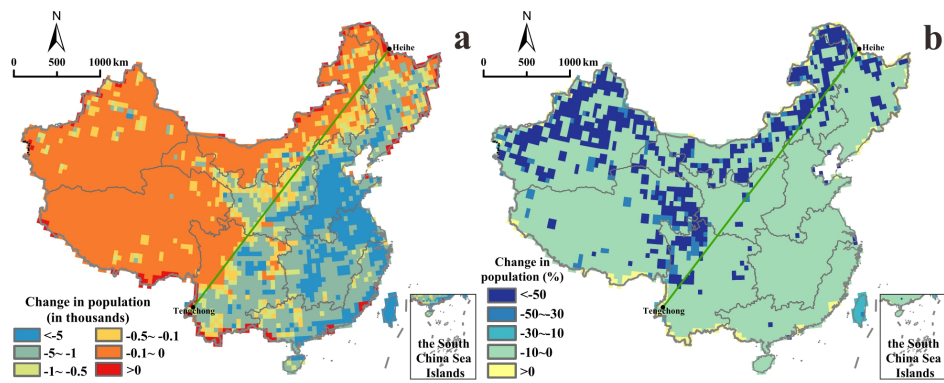 N
0 500 1000 km
a
Heihe
Tengchong
Change in population
(in thousands)
<-5
-5~ -1
-1~ -0.5
-0.5~ -0.1
-0.1~ 0
>0
the South
China Sea
Islands
N
0 500 1000 km
b
Heihe
Tengchong
Change in
population (%)
<-50
-50~-30
-30~-10
-10~0
>0
the South
China Sea
Islands